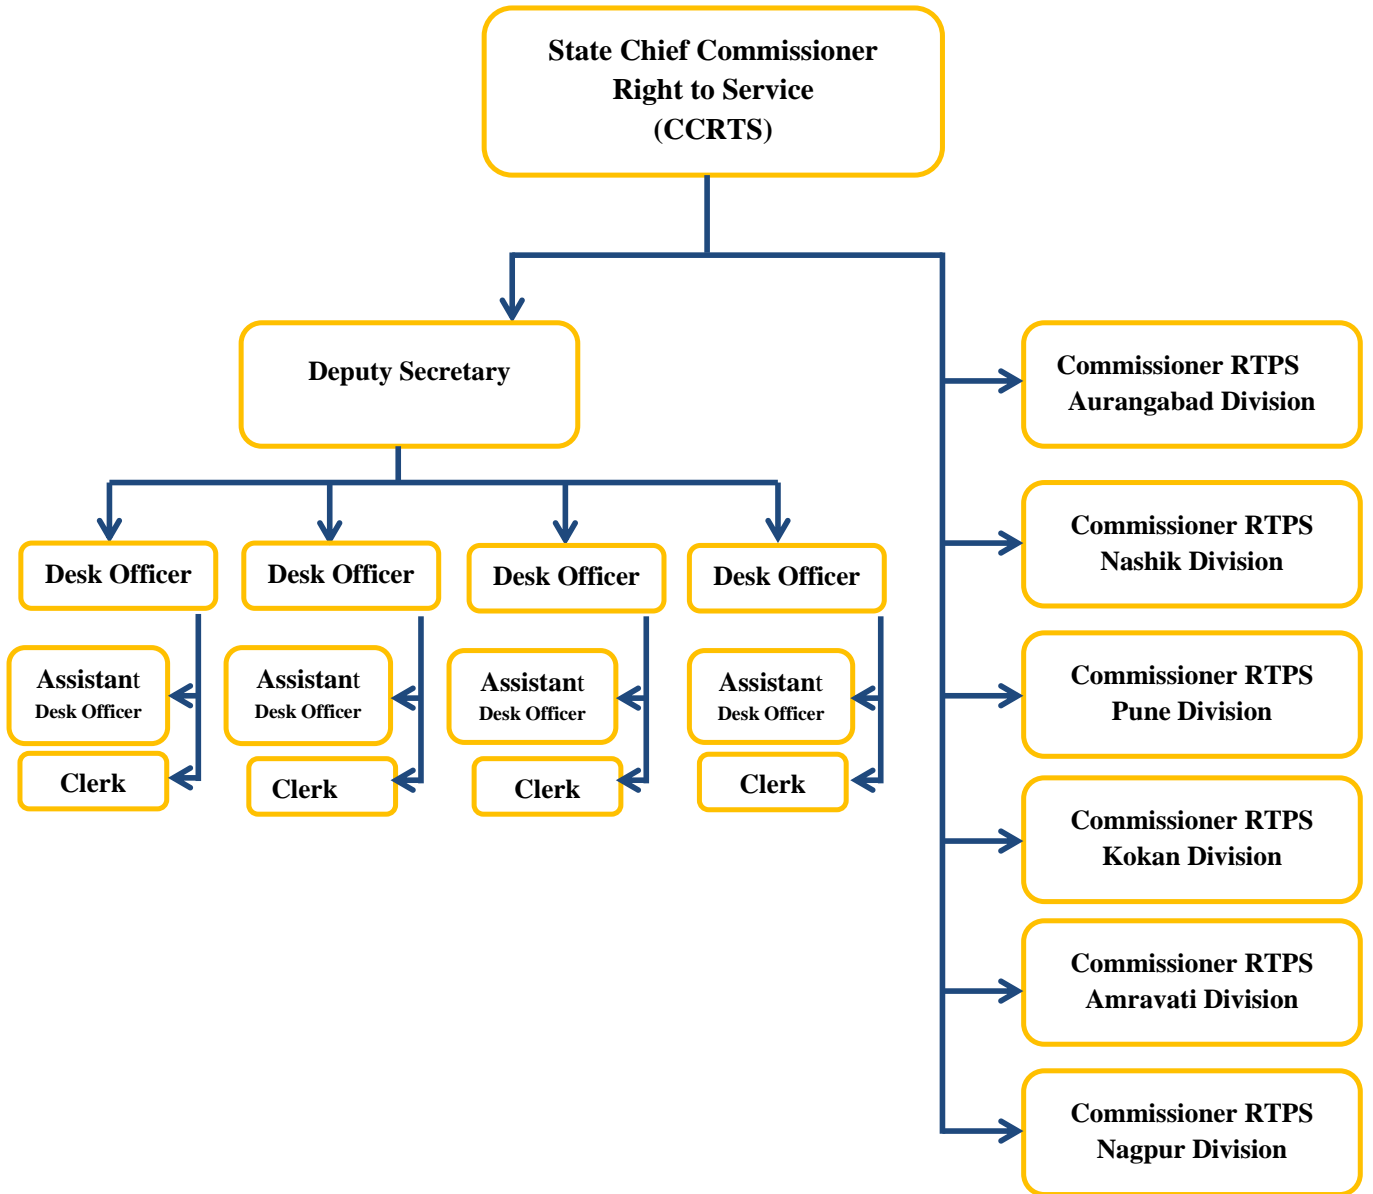 State Chief Commissioner
Right to Service
(CCRTS)
Deputy Secretary
Commissioner RTPS
Aurangabad Division
Commissioner RTPS
Nashik Division
Commissioner RTPS
Pune Division
Commissioner RTPS
Kokan Division
Commissioner RTPS
Amravati Division
Commissioner RTPS
Nagpur Division
Desk Officer
Assistant
Desk Officer
Clerk
Desk Officer
Assistant
Desk Officer
Clerk
Desk Officer
Assistant
Desk Officer
Clerk
Desk Officer
Assistant
Desk Officer
Clerk